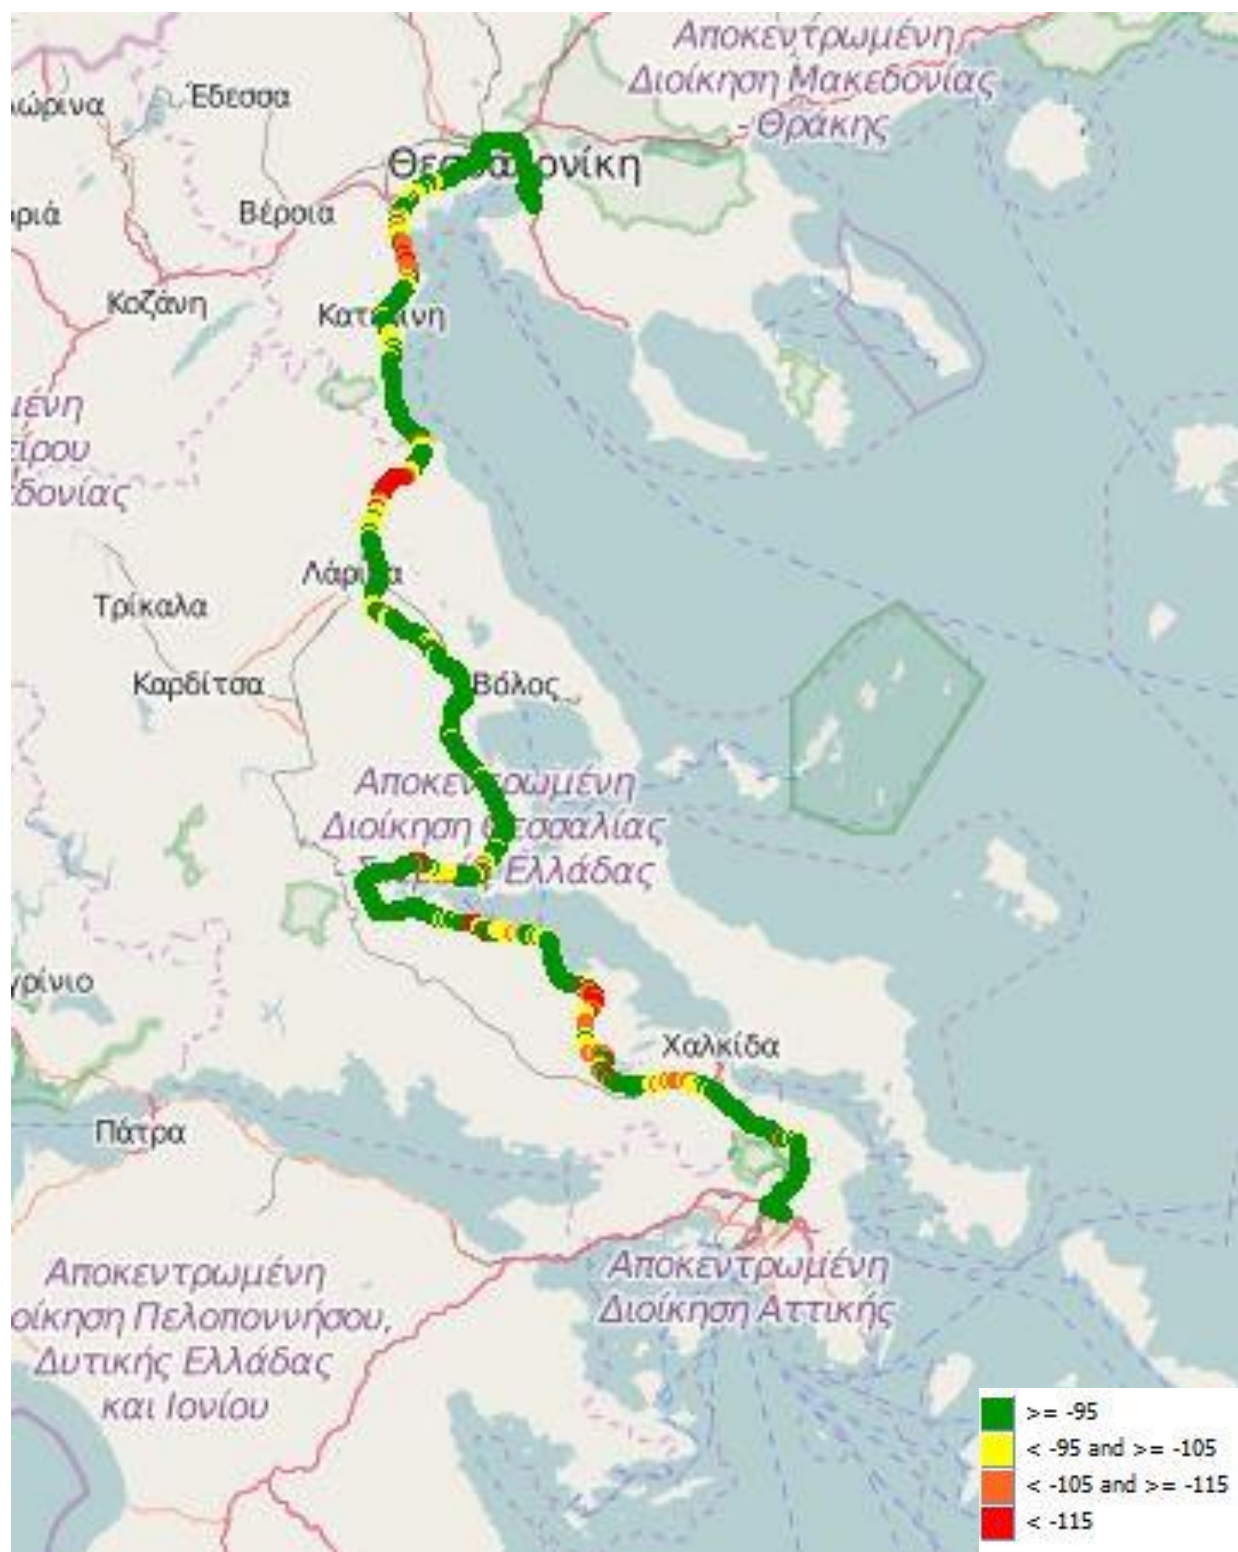 Αποκεντρωμένη
Διοίκηση Μακεδονίας
- Θράκης
Έδεσσα
Βέροια
Κοζάνη
Λάρισα
Τρίκαλα
Καρδίτσα
Βόλος
Αποκεντρωμένη
Διοίκηση Θεσσαλίας
Ελλάδας
Χαλκίδα
Πάτρα
Αποκεντρωμένη
Διοίκηση Αττικής
Αποκεντρωμένη
οίκηση Πελοποννήσου,
Δυτικής Ελλάδας
και Ιονίου
>= -95
< -95 and >= -105
< -105 and >= -115
< -115